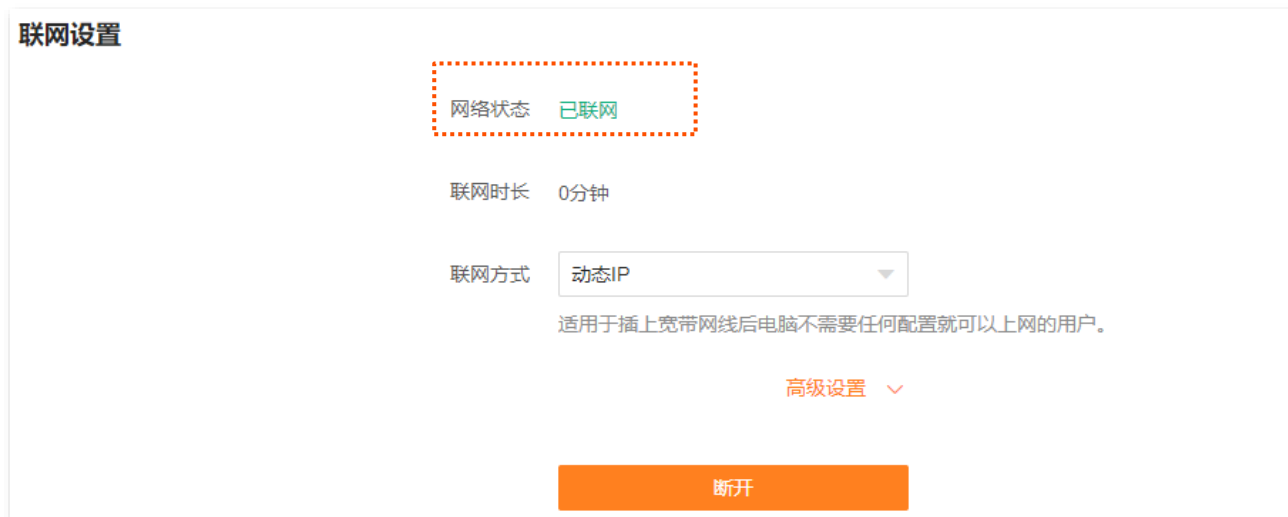 联网设置
网络状态 已联网
联网时长 0分钟
联网方式 动态IP
适用于插上宽带网线后电脑不需要任何配置就可以上网的用户。
高级设置
断开